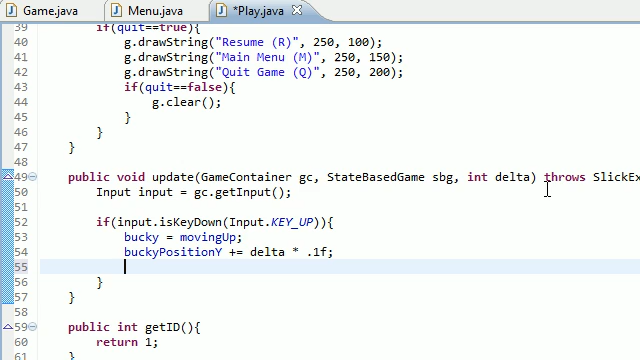 Game.java Menu.java *Play.java
39 if(quit==true){
40 g.drawString("Resume (R)", 250, 100);
41 g.drawString("Main Menu (M)", 250, 150);
42 g.drawString("Quit Game (Q)", 250, 200);
43 if(quit==false){
44 g.clear();
45 }
46 }
47 }
48
49 public void update(GameContainer gc, StateBasedGame sbg, int delta) throws SlickEx
50 Input input = gc.getInput();
51
52 if(input.isKeyDown(Input.KEY_UP)){
53 bucky = movingUp;
54 buckyPositionY += delta * .1f;
55
56 }
57 }
58
59 public int getID(){
60 return 1;
61 }